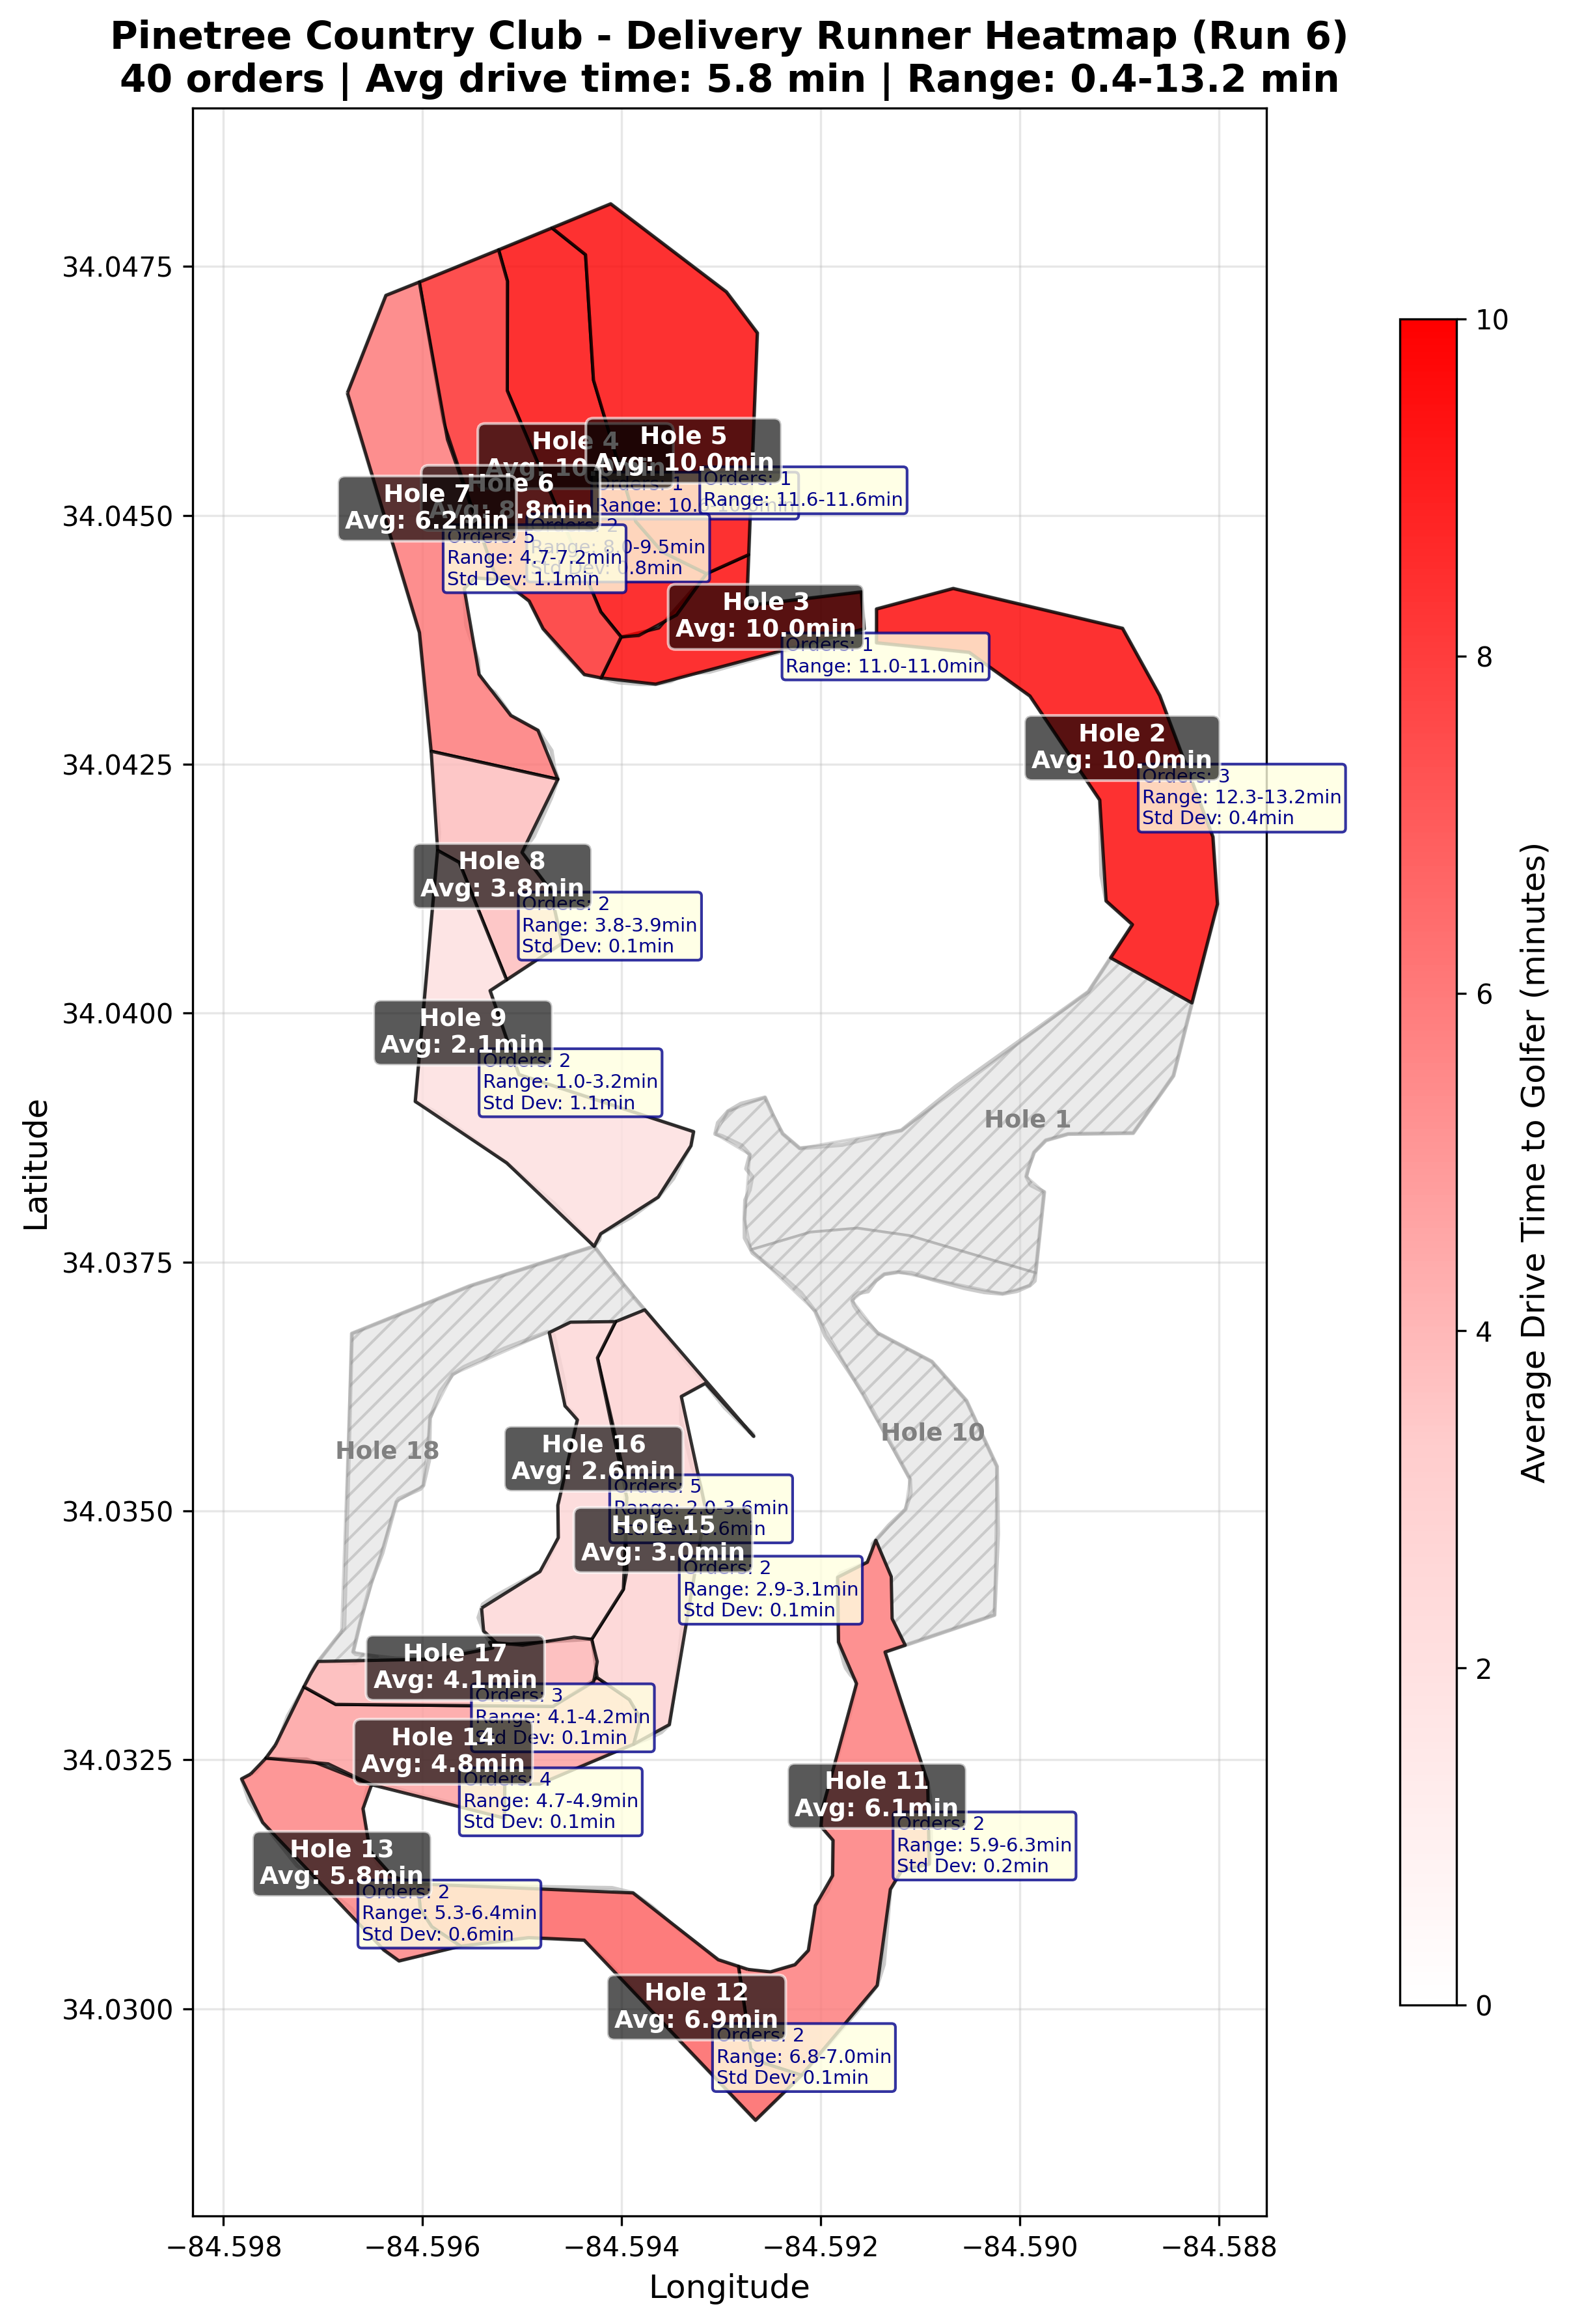 Pinetree Country Club - Delivery Runner Heatmap (Run 6)
40 orders | Avg drive time: 5.8 min | Range: 0.4-13.2 min
Latitude
34.0475
34.0450
34.0425
34.0400
34.0375
34.0350
34.0325
34.0300
Hole 4
Avg:
Hole 5
Avg: 10.0min
Orders: 1
Range: 11.6-11.6min
Hole 6
8.8min
Orders: 2
Range: 8.0-9.5min
Std Dev: 0.8min
Hole 7
Avg: 6.2min
Orders: 5
Range: 4.7-7.2min
Std Dev: 1.1min
Hole 3
Avg: 10.0min
Orders: 1
Range: 11.0-11.0min
Hole 2
Avg: 10.0min
Orders: 3
Range: 12.3-13.2min
Std Dev: 0.4min
Hole 8
Avg: 3.8min
Orders: 2
Range: 3.8-3.9min
Std Dev: 0.1min
Hole 9
Avg: 2.1min
Orders: 2
Range: 1.0-3.2min
Std Dev: 1.1min
Hole 1
Hole 10
Hole 18
Hole 16
Avg: 2.6min
Orders: 5
Range: 2.0-3.6min
Std Dev: 0.6min
Hole 15
Avg: 3.0min
Orders: 2
Range: 2.9-3.1min
Std Dev: 0.1min
Hole 17
Avg: 4.1min
Orders: 3
Range: 4.1-4.2min
Std Dev: 0.1min
Hole 14
Avg: 4.8min
Orders: 4
Range: 4.7-4.9min
Std Dev: 0.1min
Hole 11
Avg: 6.1min
Orders: 2
Range: 5.9-6.3min
Std Dev: 0.2min
Hole 13
Avg: 5.8min
Orders: 2
Range: 5.3-6.4min
Std Dev: 0.6min
Hole 12
Avg: 6.9min
Orders: 2
Range: 6.8-7.0min
Std Dev: 0.1min
−84.598
−84.596
−84.594
−84.592
−84.590
−84.588
Longitude
10
8
6
4
2
0
Average Drive Time to Golfer (minutes)